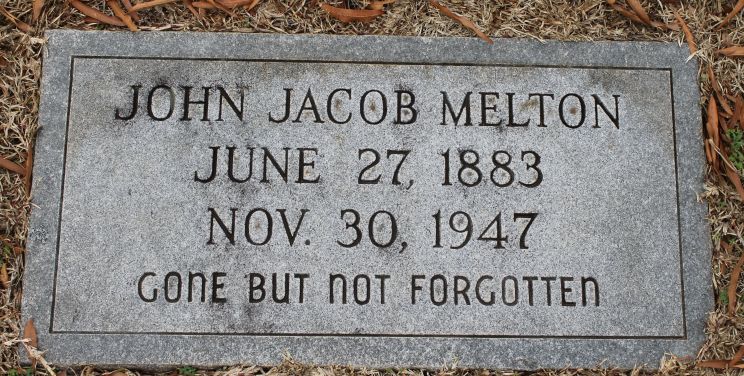 JOHN JACOB MELTON
JUNE 27, 1883
NOV. 30, 1947
GONE BUT NOT FORGOTTEN